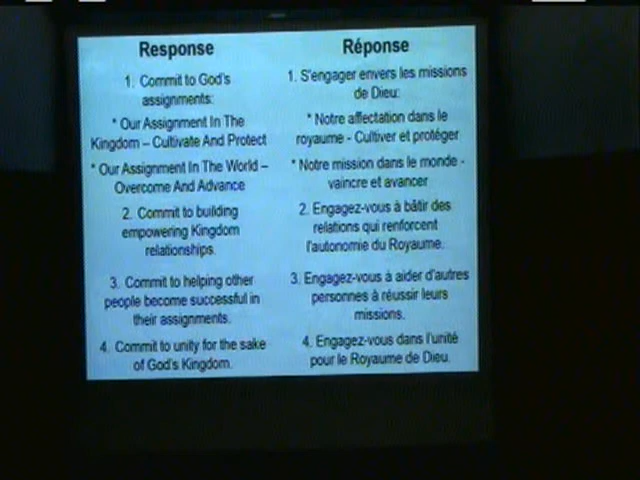 Response
1. Commit to God's
assignments:
* Our Assignment In The
Kingdom – Cultivate And Protect
* Our Assignment In The World –
Overcome And Advance
2. Commit to building
empowering Kingdom
relationships.
3. Commit to helping other
people become successful in
their assignments.
4. Commit to unity for the sake
of God's Kingdom.
Réponse
1. S'engager envers les missions
de Dieu:
* Notre affectation dans le
royaume - Cultiver et protéger
* Notre mission dans le monde -
vaincre et avancer
2. Engagez-vous à bâtir des
relations qui renforcent
l'autonomie du Royaume.
3. Engagez-vous à aider d'autres
personnes à réussir leurs
missions.
4. Engagez-vous dans l'unité
pour le Royaume de Dieu.